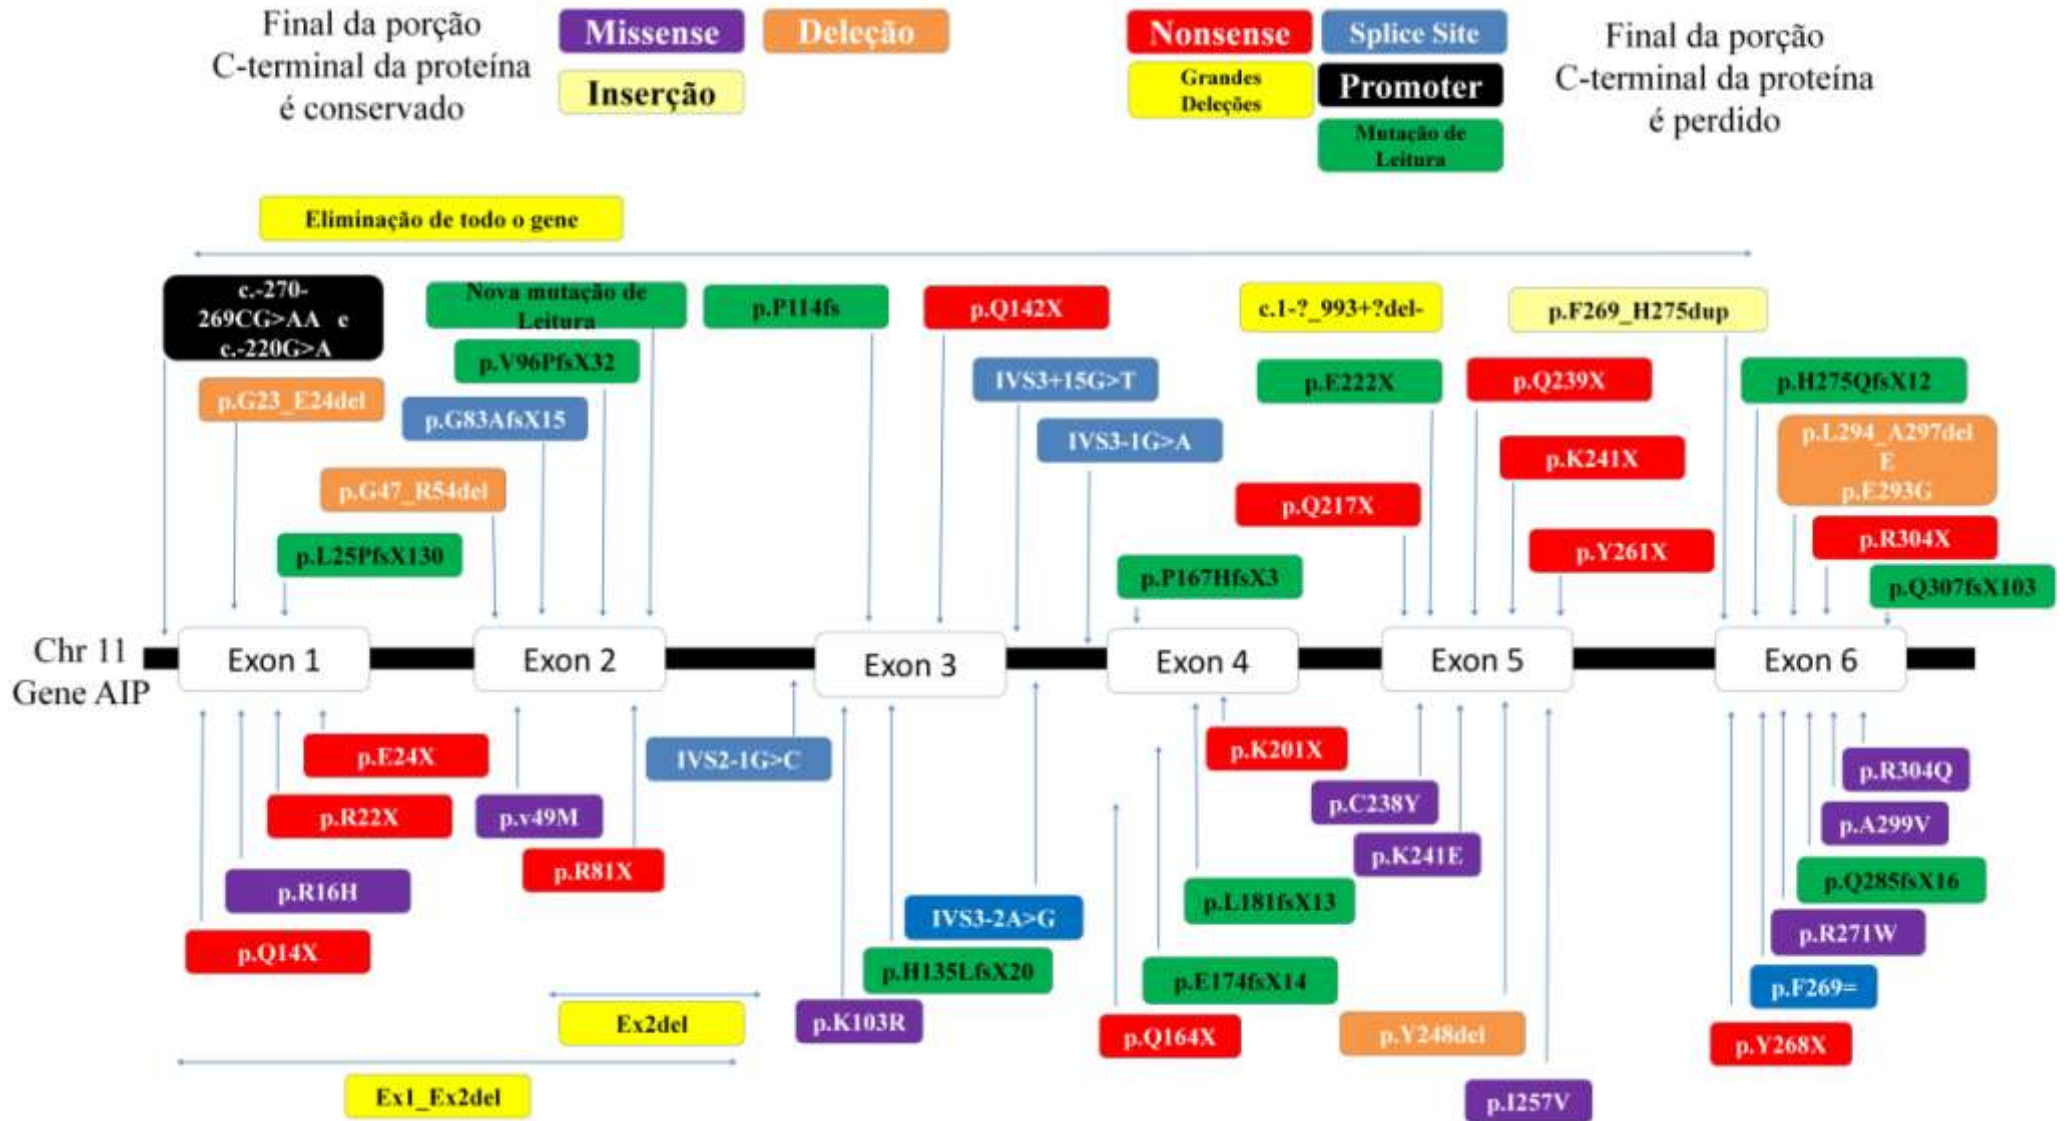 Final da porção
C-terminal da proteína
é conservado
Missense
Deleção
Inserção
Nonsense
Splice Site
Grandes
Deleções
Promoter
Mutação de
Leitura
Final da porção
C-terminal da proteína
é perdido
Eliminação de todo o gene
c.-270-
269CG>AA e
c.-220G>A
Nova mutação de
Leitura
p.P114fs
p.Q142X
c.1-?_993+?del-
p.F269_H275dup
p.V96PfsX32
IVS3+15G>T
p.E222X
p.Q239X
p.H275QfsX12
p.G23_E24del
p.G83AfsX15
IVS3-1G>A
p.K241X
p.L294_A297del
E
p.E293G
p.G47_R54del
p.Q217X
p.L25PfsX130
p.Y261X
p.R304X
p.P167HfsX3
p.Q307fsX103
Chr 11
Gene AIP
Exon 1
Exon 2
Exon 3
Exon 4
Exon 5
Exon 6
p.E24X
IVS2-1G>C
p.K201X
p.R304Q
p.R22X
p.v49M
p.C238Y
p.A299V
p.R81X
p.K241E
p.R16H
p.Q285fsX16
p.L181fsX13
IVS3-2A>G
p.R271W
p.Q14X
p.H135LfsX20
p.E174fsX14
p.F269=
Ex2del
p.K103R
p.Q164X
p.Y248del
p.Y268X
Ex1_Ex2del
p.I257V